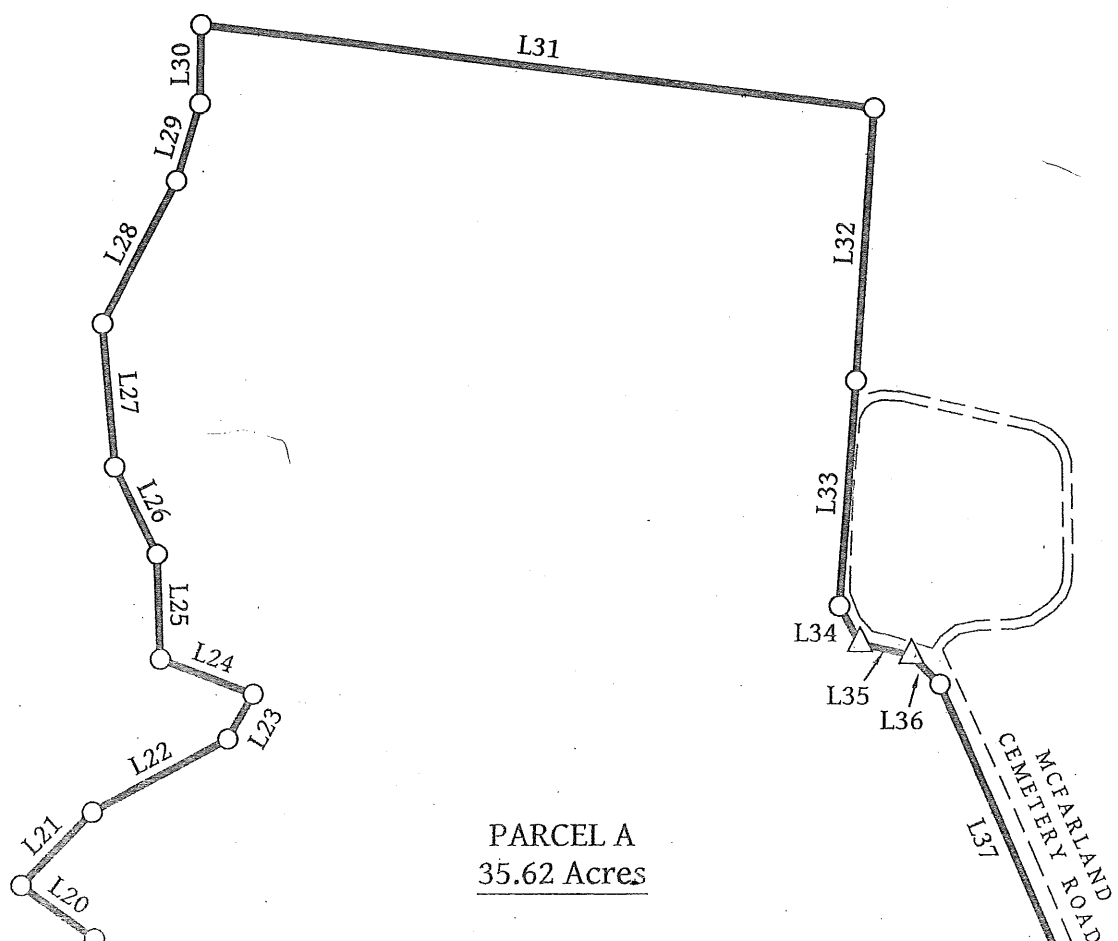 L31
L30
L29
L28
L32
L27
L33
L26
L25
L34
L24
L35
L36
L23
L22
L37
MCFARLAND
CEMETERY ROAD
L21
PARCEL A
35.62 Acres
L20